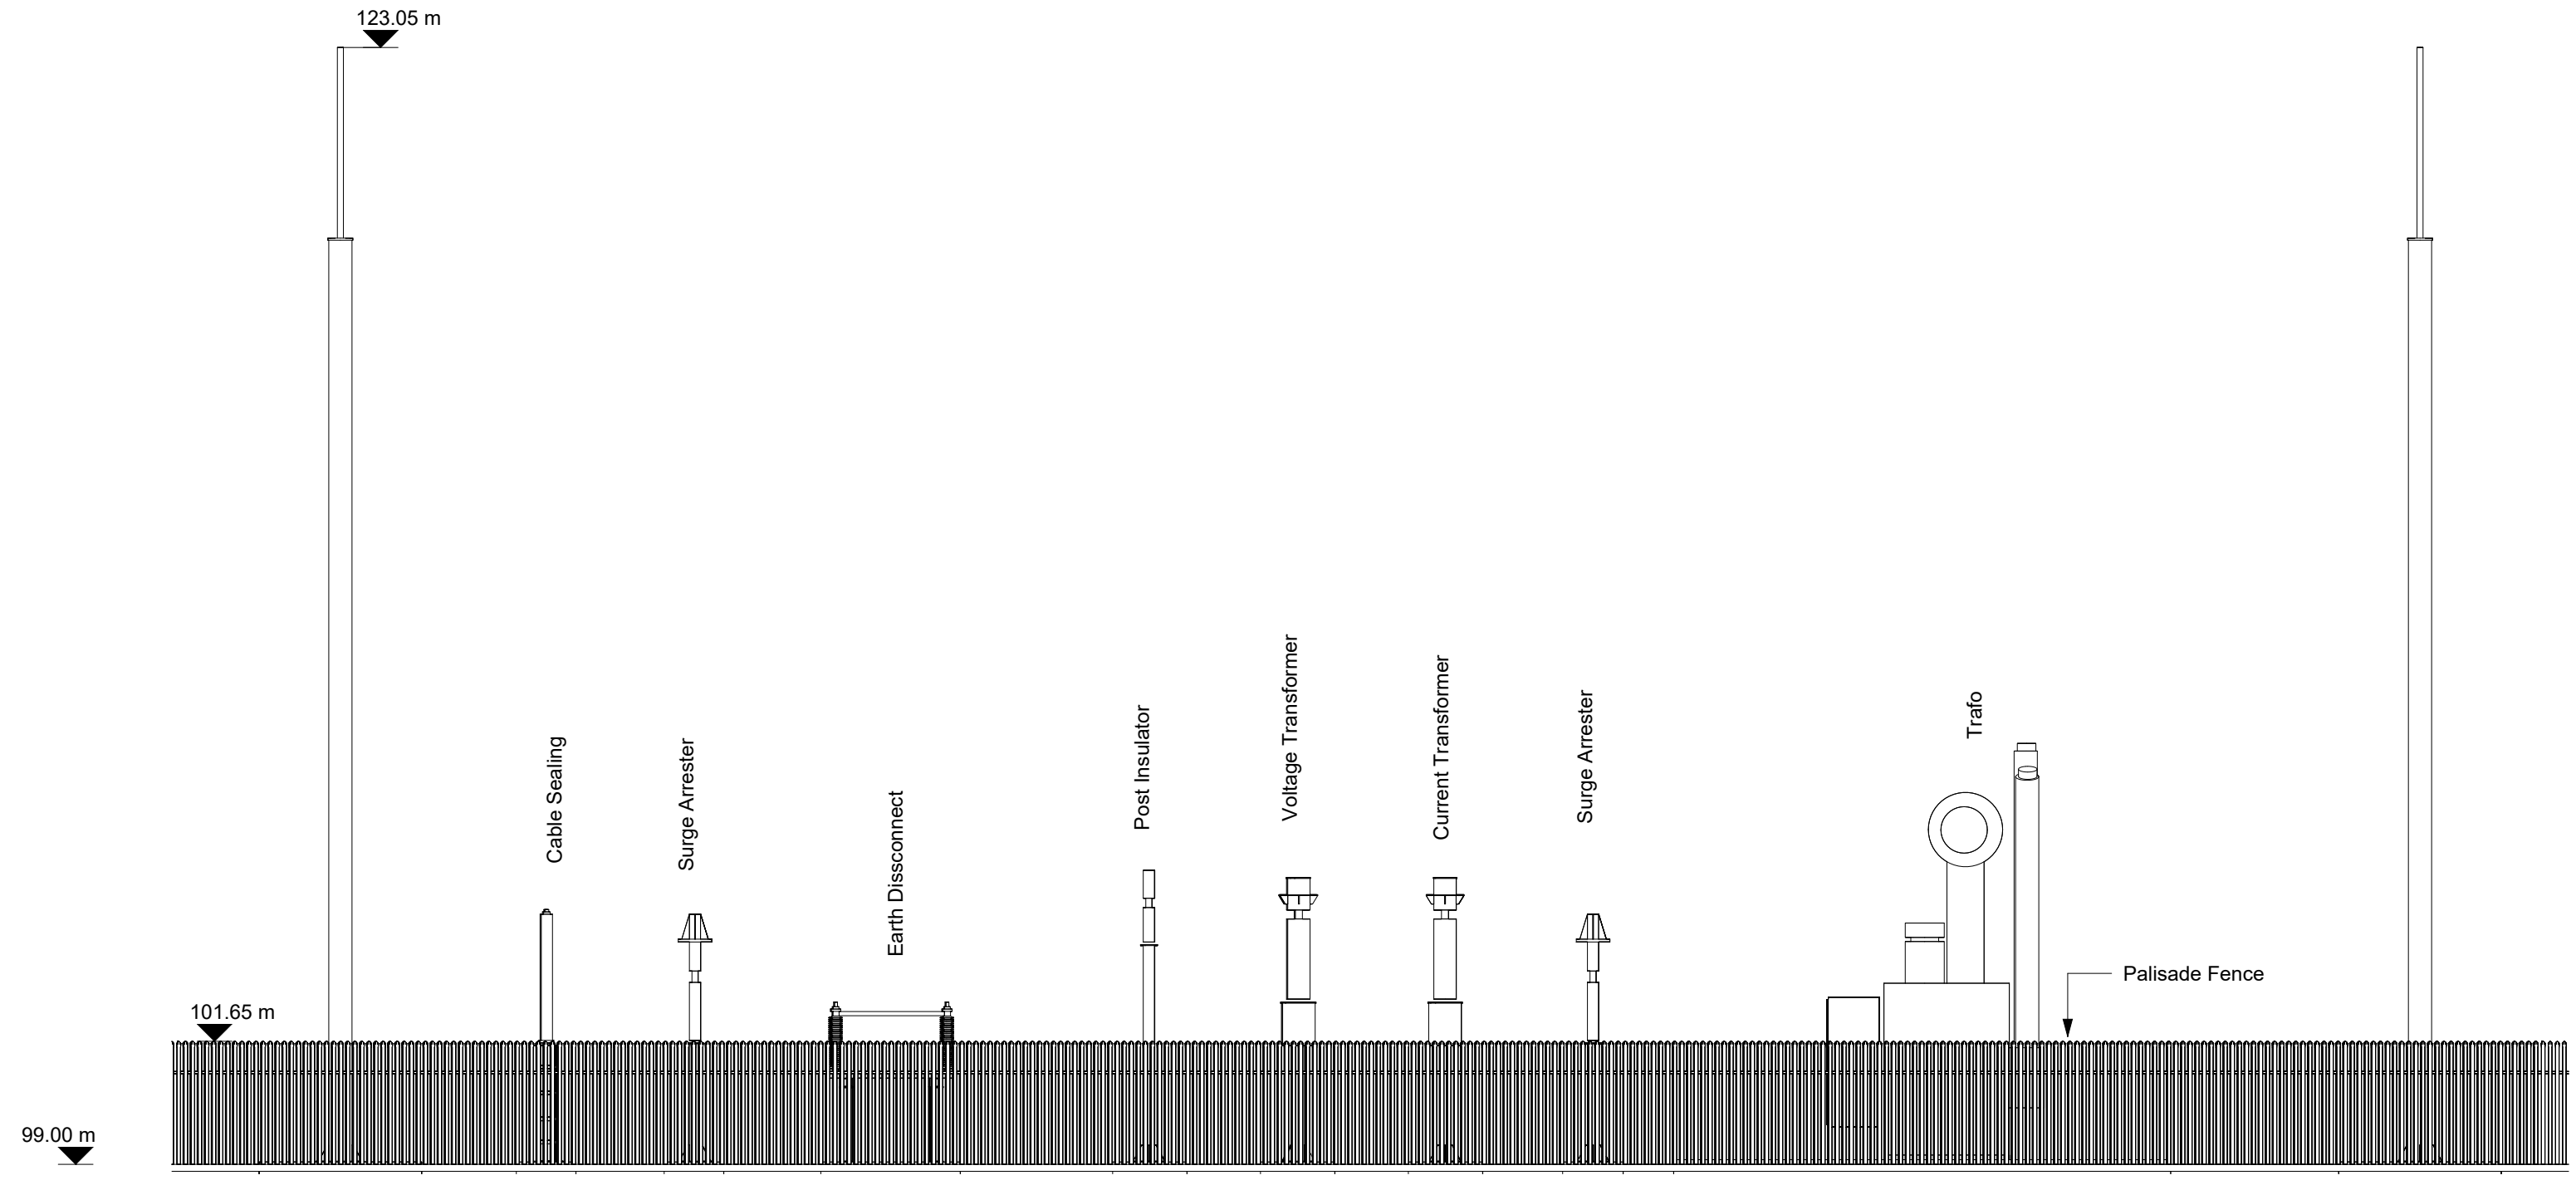 123.05 m
Cable Sealing
Surge Arrester
Earth Dissconnect
Post Insulator
Voltage Transformer
Current Transformer
Surge Arrester
Trafo
Palisade Fence
101.65 m
99.00 m